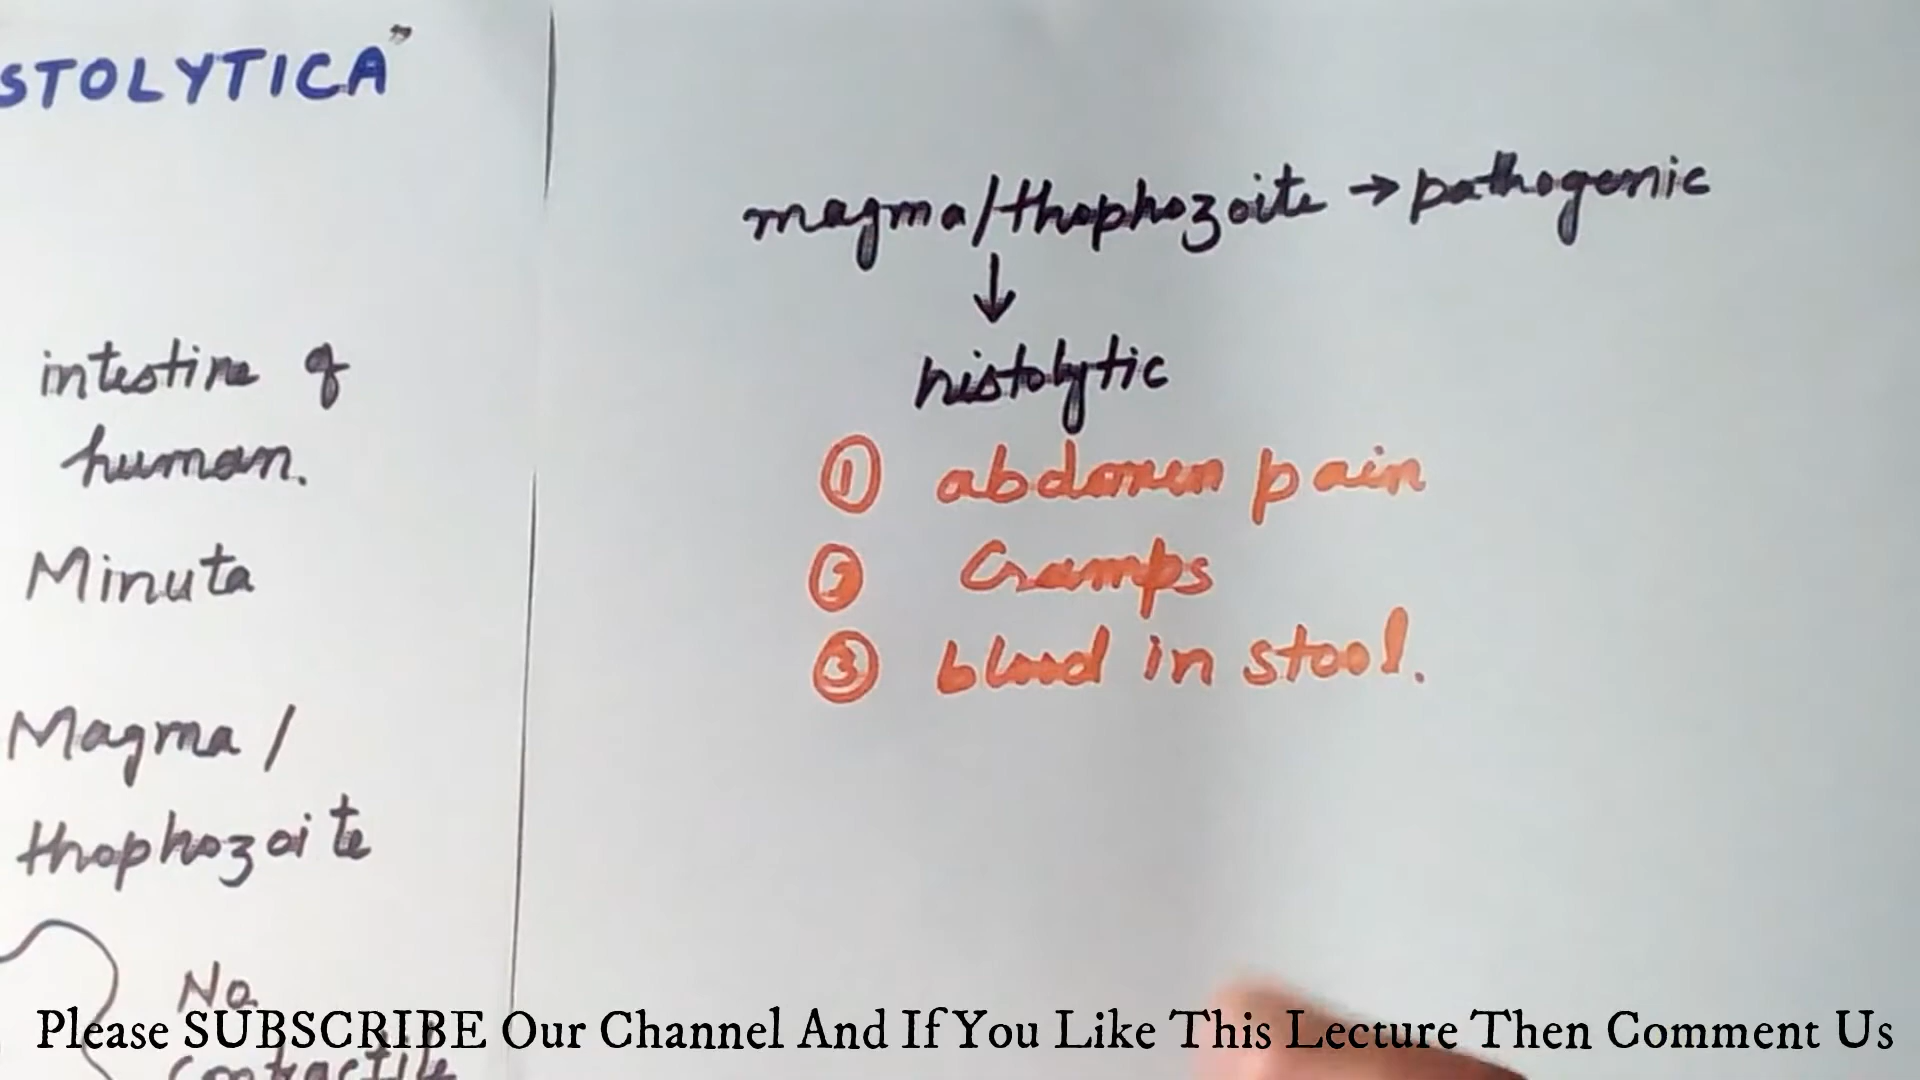 STOLYTICA"
intestine of
human.
Minuta
Magma /
thophozoite
No
Contractile
magma/thophozoite → pathogenic
↓
histolytic
① abdomen pain
② Cramps
③ blood in stool.
Please SUBSCRIBE Our Channel And If You Like This Lecture Then Comment Us